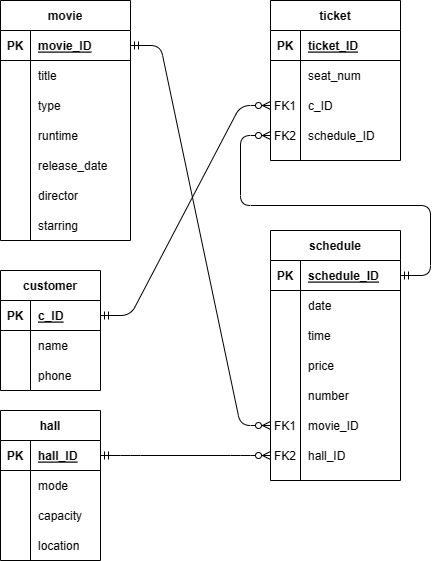 movie
PK movie_ID
title
type
runtime
release_date
director
starring
ticket
PK ticket_ID
seat_num
FK1 c_ID
FK2 schedule_ID
customer
PK c_ID
name
phone
schedule
PK schedule_ID
date
time
price
number
FK1 movie_ID
FK2 hall_ID
hall
PK hall_ID
mode
capacity
location